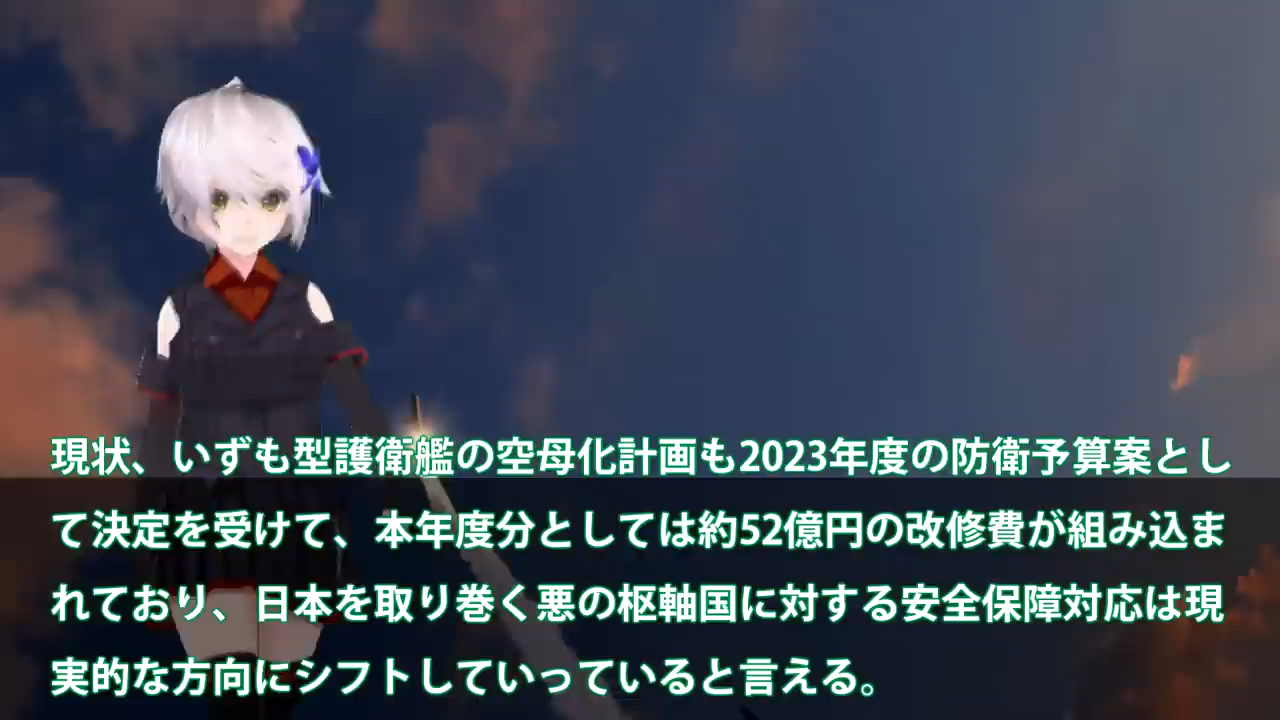 現状、いずも型護衛艦の空母化計画も2023年度の防衛予算案とし
て決定を受けて、本年度分としては約52億円の改修費が組み込ま
れており、日本を取り巻く悪の枢軸国に対する安全保障対応は現
実的な方向にシフトしていっていると言える。